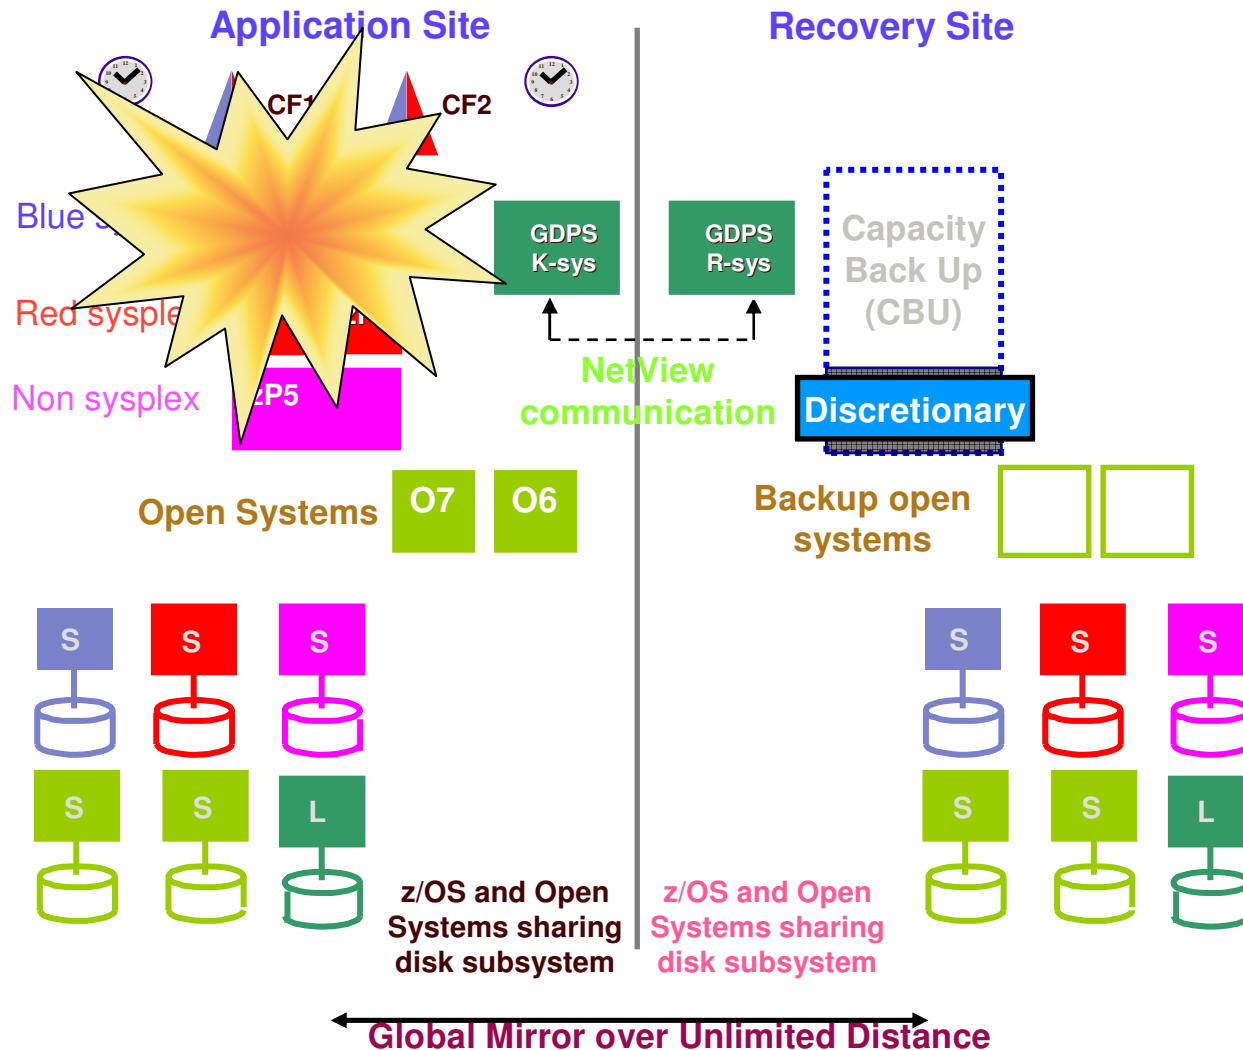 Application Site
Recovery Site
CF1
CF2
Blue
GDPS
K-sys
GDPS
R-sys
Capacity
Back Up
(CBU)
Red sysple
NetView
communication
Non sysplex
zP5
Discretionary
Open Systems
O7
O6
Backup open
systems
S
S
S
S
S
S
S
S
L
S
S
L
z/OS and Open
Systems sharing
disk subsystem
z/OS and Open
Systems sharing
disk subsystem
Global Mirror over Unlimited Distance